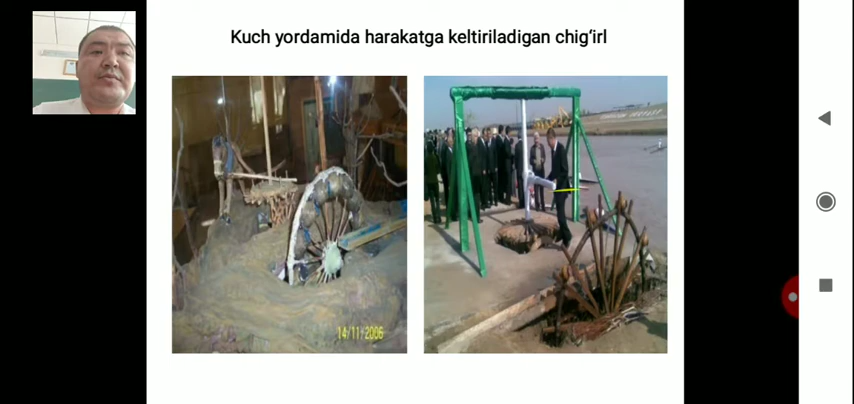 Kuch yordamida harakatga keltiriladigan chig‘irl
14/11/2006